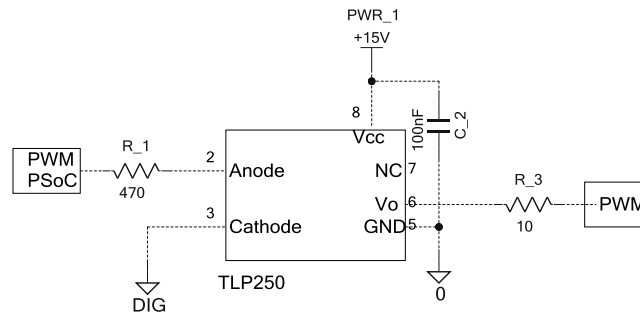 PWR_1
+15V
8
Vcc
100nF
C_2
R_1
PWM
PSoC
470
2
Anode
NC
7
R_3
Vo
6
PWM
10
3
Cathode
GND
5
TLP250
DIG
0